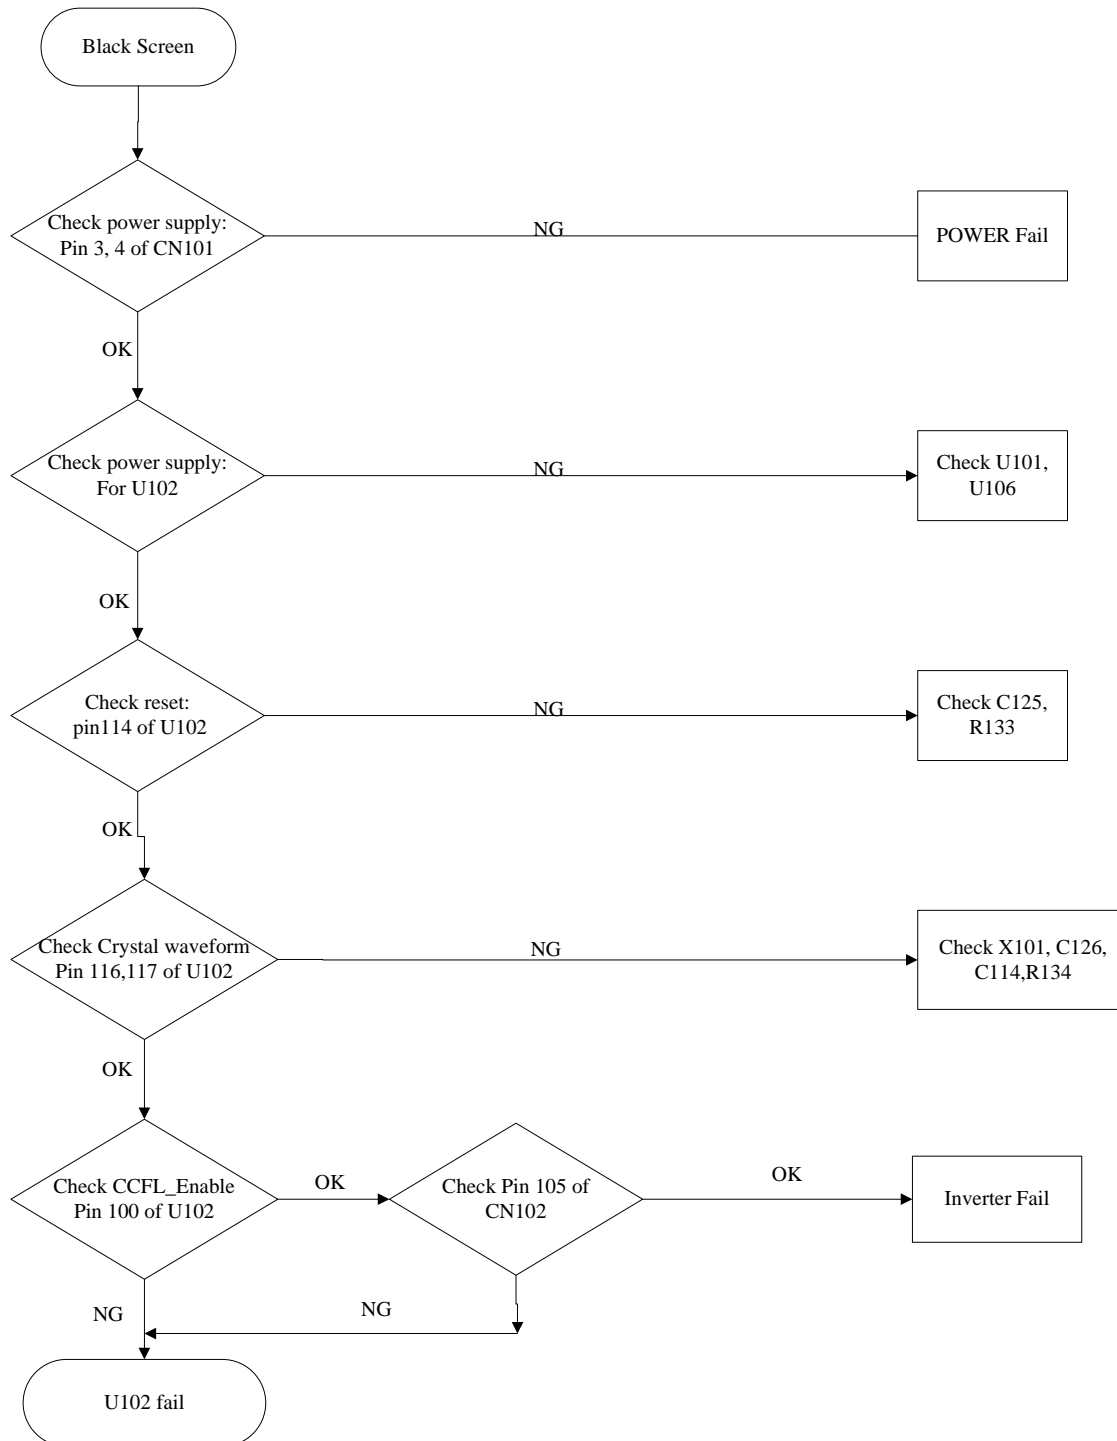 Black Screen
Check power supply:
Pin 3, 4 of CN101
NG
POWER Fail
OK
Check power supply:
For U102
NG
Check U101,
U106
OK
Check reset:
pin114 of U102
NG
Check C125,
R133
OK
Check Crystal waveform
Pin 116,117 of U102
NG
Check X101, C126,
C114,R134
OK
Check CCFL_Enable
Pin 100 of U102
OK
Check Pin 105 of
CN102
OK
Inverter Fail
NG
NG
U102 fail